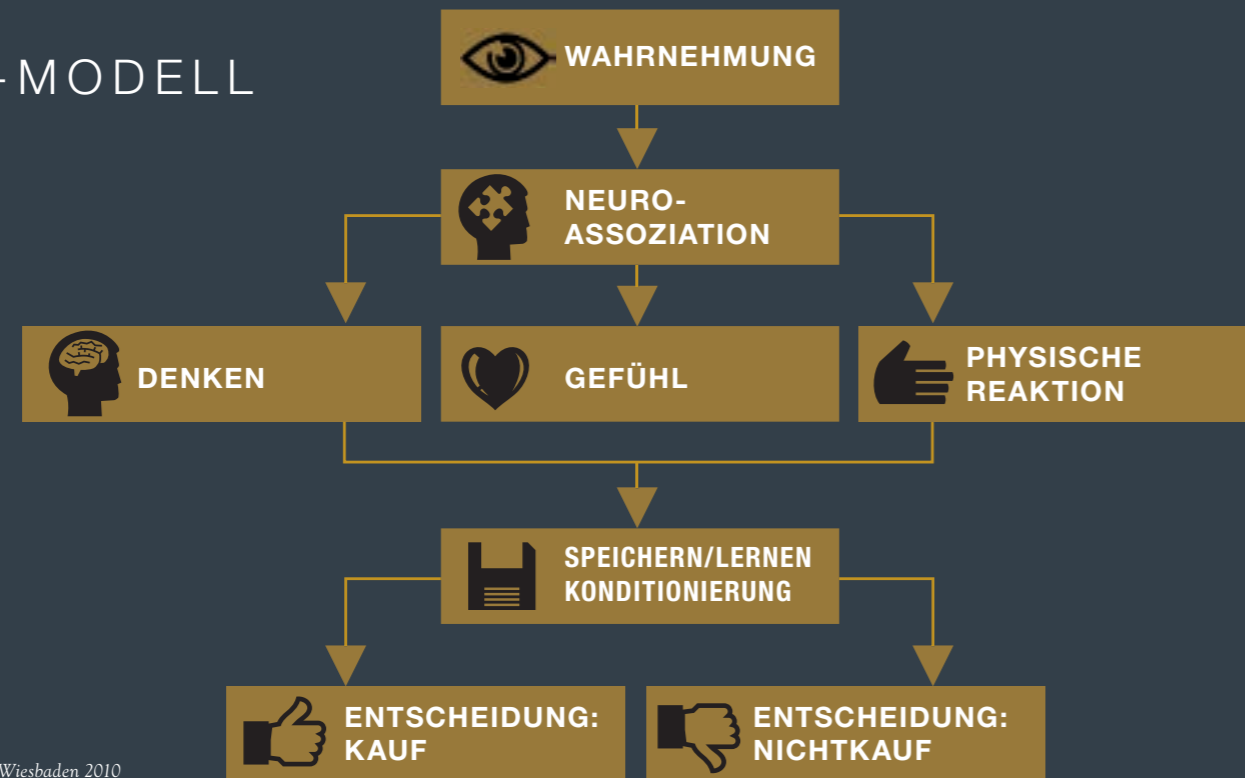 -MODELL
WAHRNEHMUNG
NEURO-
ASSOZIATION
DENKEN
GEFÜHL
PHYSISCHE
REAKTION
SPEICHERN/LERNEN
KONDITIONIERUNG
ENTSCHEIDUNG:
KAUF
ENTSCHEIDUNG:
NICHTKAUF
Wiesbaden 2010